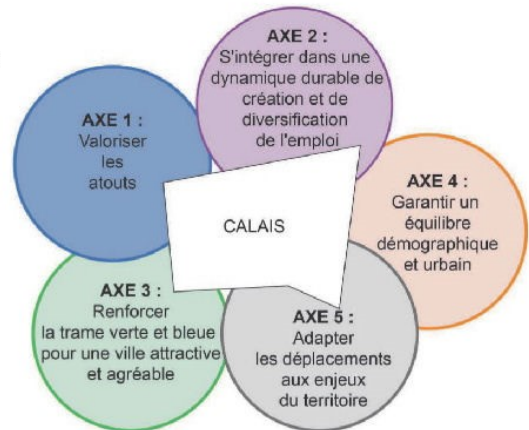 AXE 1 :
Valoriser
les
atouts
AXE 2 :
S'intégrer dans une
dynamique durable de
création et de
diversification
de l'emploi
AXE 4 :
Garantir un
équilibre
démographique
et urbain
CALAIS
AXE 3 :
Renforcer
la trame verte et bleue
pour une ville attractive
et agréable
AXE 5 :
Adapter
les déplacements
aux enjeux
du territoire